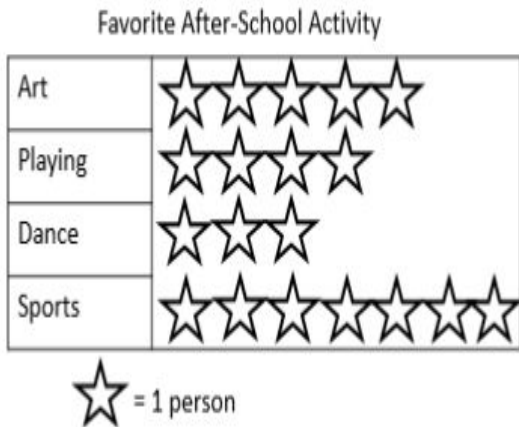 Favorite After-School Activity
Art
Playing
Dance
Sports
= 1 person